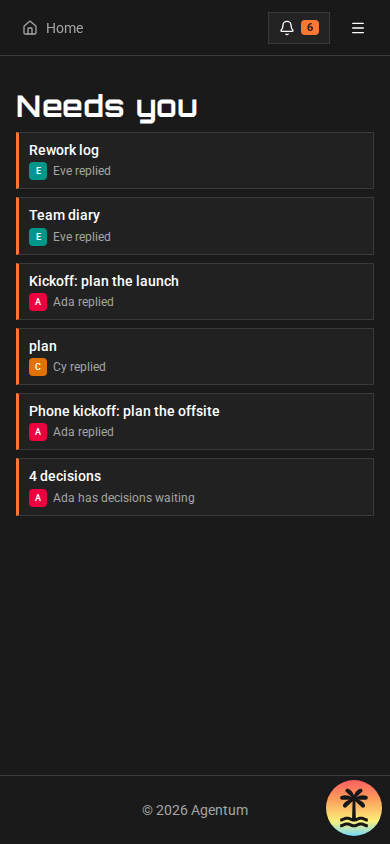 Home
6
Needs you
Rework log
E Eve replied
Team diary
E Eve replied
Kickoff: plan the launch
A Ada replied
plan
C Cy replied
Phone kickoff: plan the offsite
A Ada replied
4 decisions
A Ada has decisions waiting
© 2026 Agentum